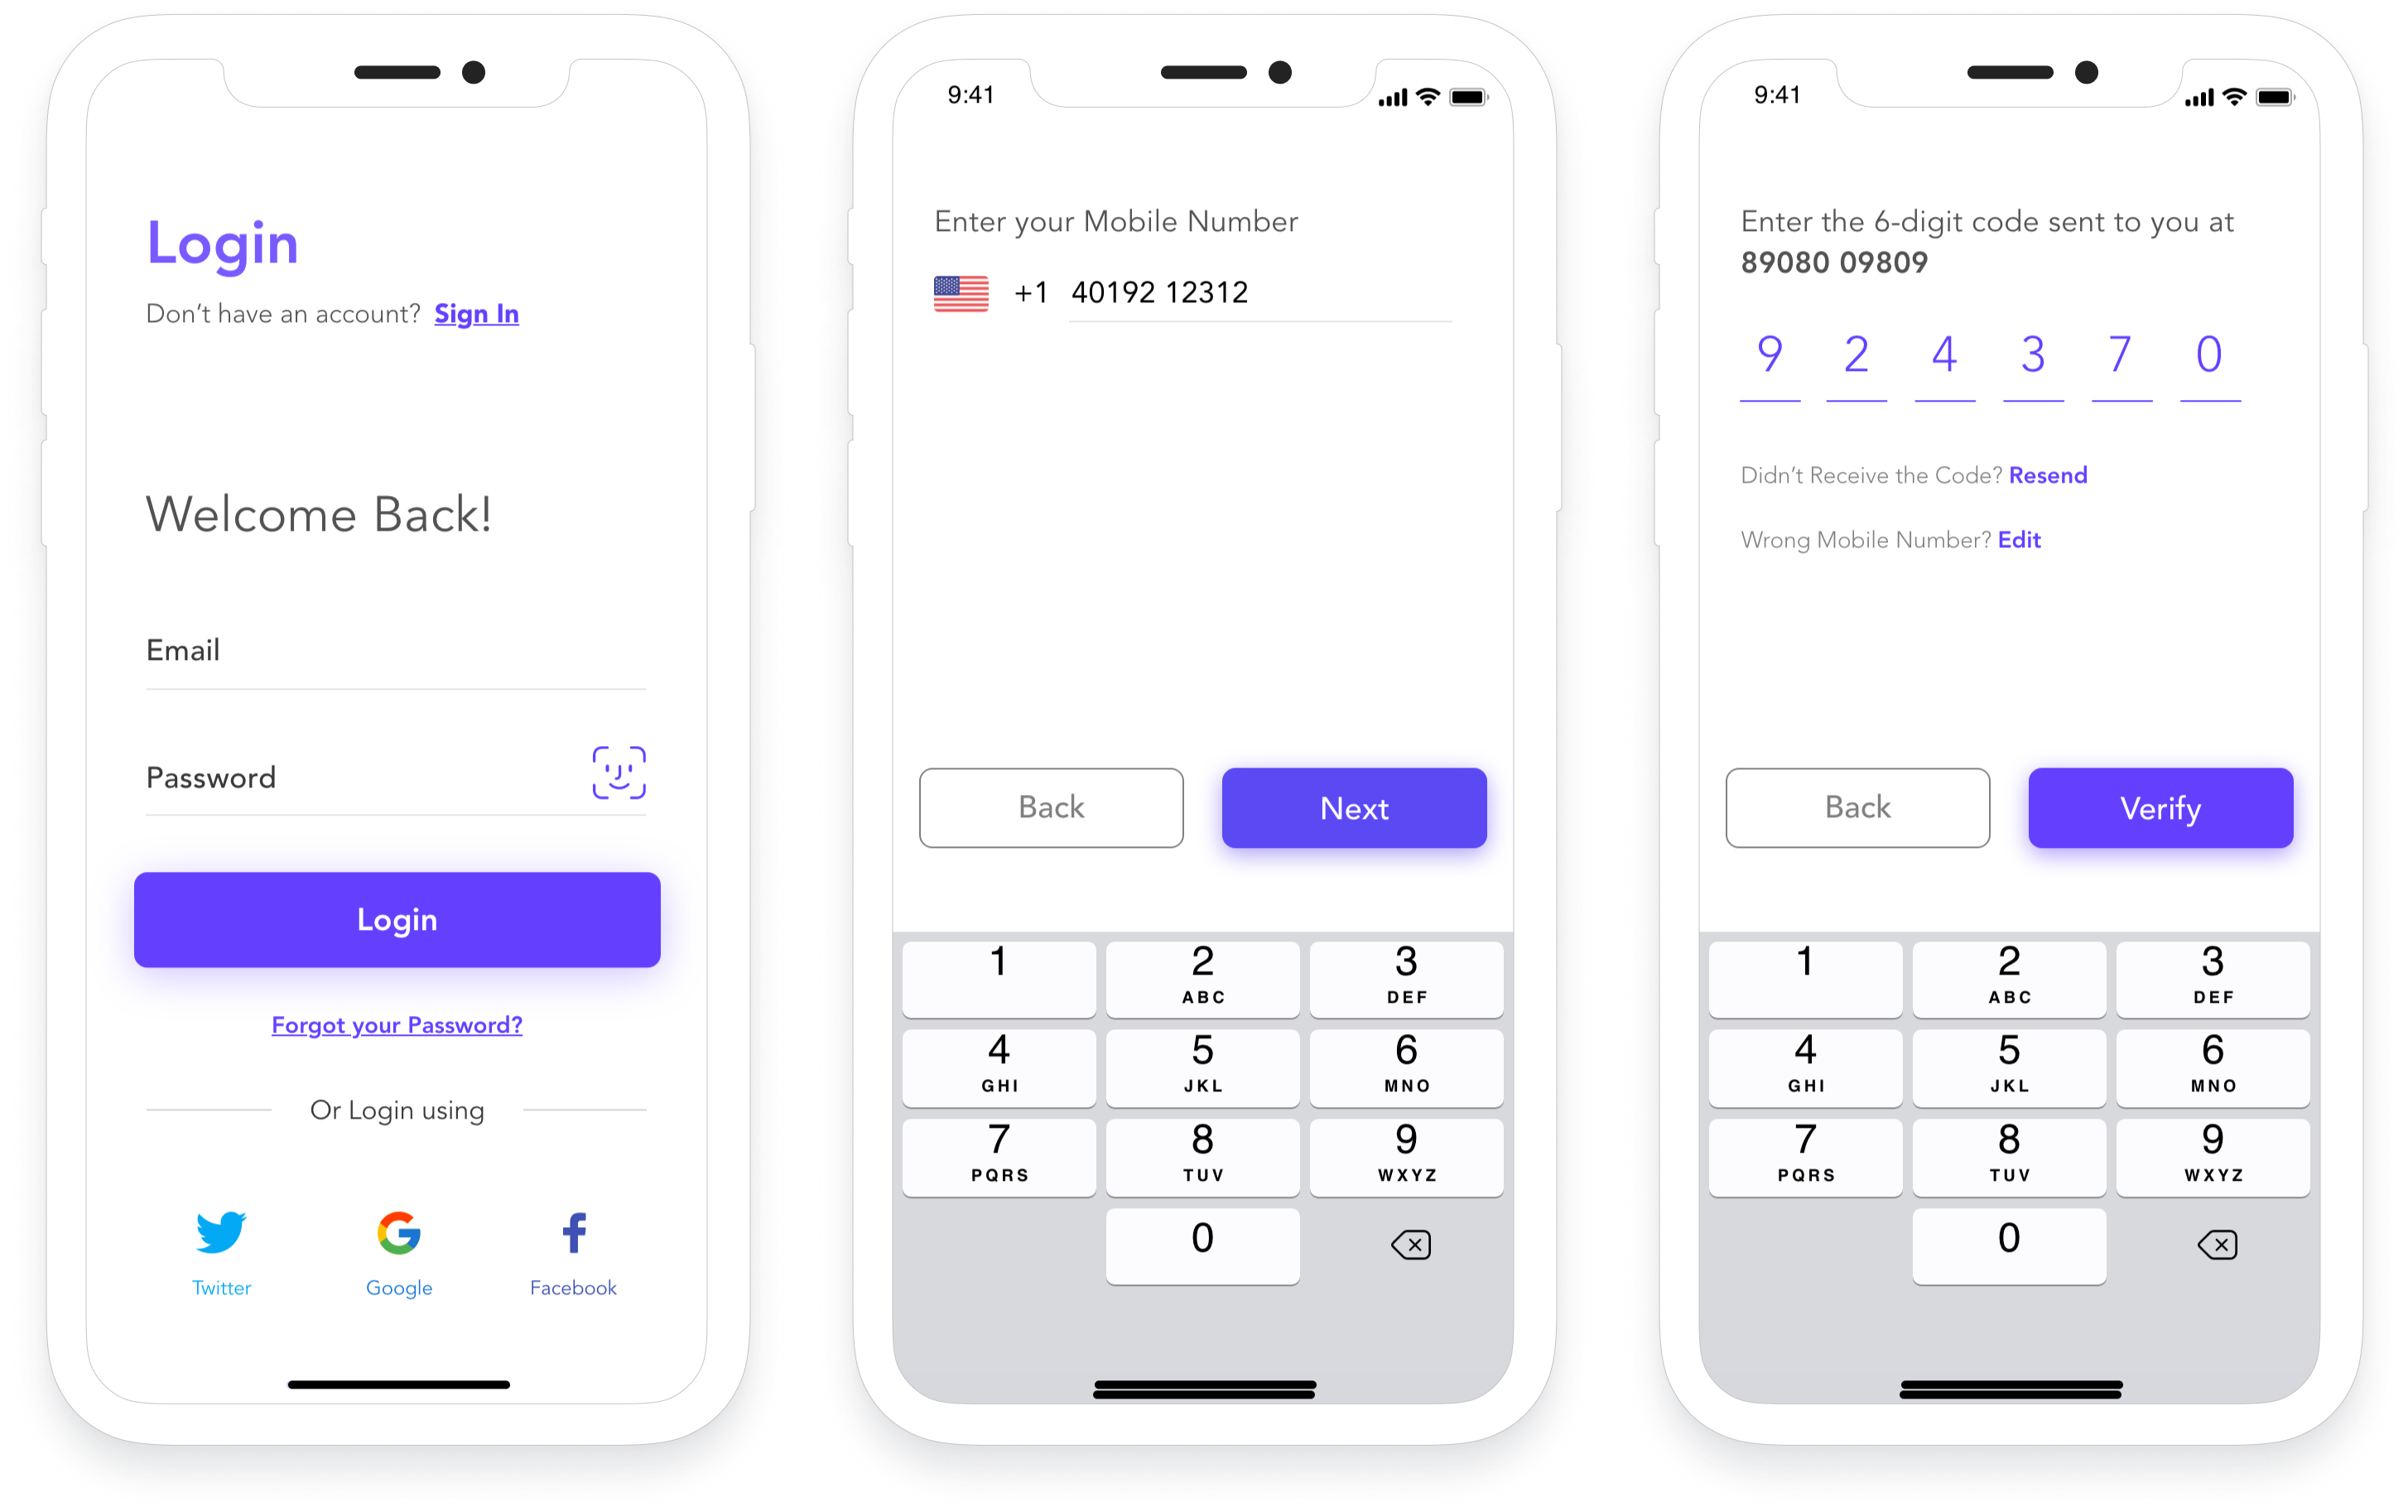 Login
Don’t have an account? Sign In
Welcome Back!
Email
Password
Login
Forgot your Password?
Or Login using
Twitter Google Facebook
9:41
Enter your Mobile Number
+1 40192 12312
Back Next
1 2 3
ABC DEF
4 5 6
GHI JKL MNO
7 8 9
PQRS TUV WXYZ
0
9:41
Enter the 6-digit code sent to you at
89080 09809
9 2 4 3 7 0
Didn’t Receive the Code? Resend
Wrong Mobile Number? Edit
Back Verify
1 2 3
ABC DEF
4 5 6
GHI JKL MNO
7 8 9
PQRS TUV WXYZ
0